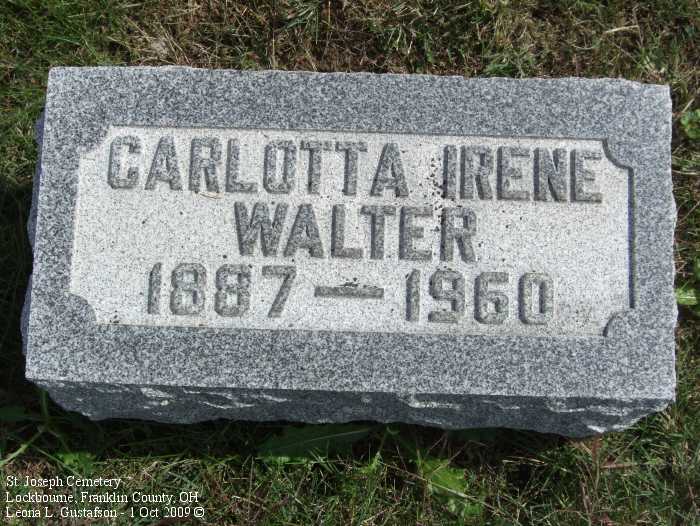 CARLOTTA IRENE
WALTER
1887 — 1960
St. Joseph Cemetery
Lockbourne, Franklin County, OH
Leona L. Gustafson - 1 Oct 2009 ©